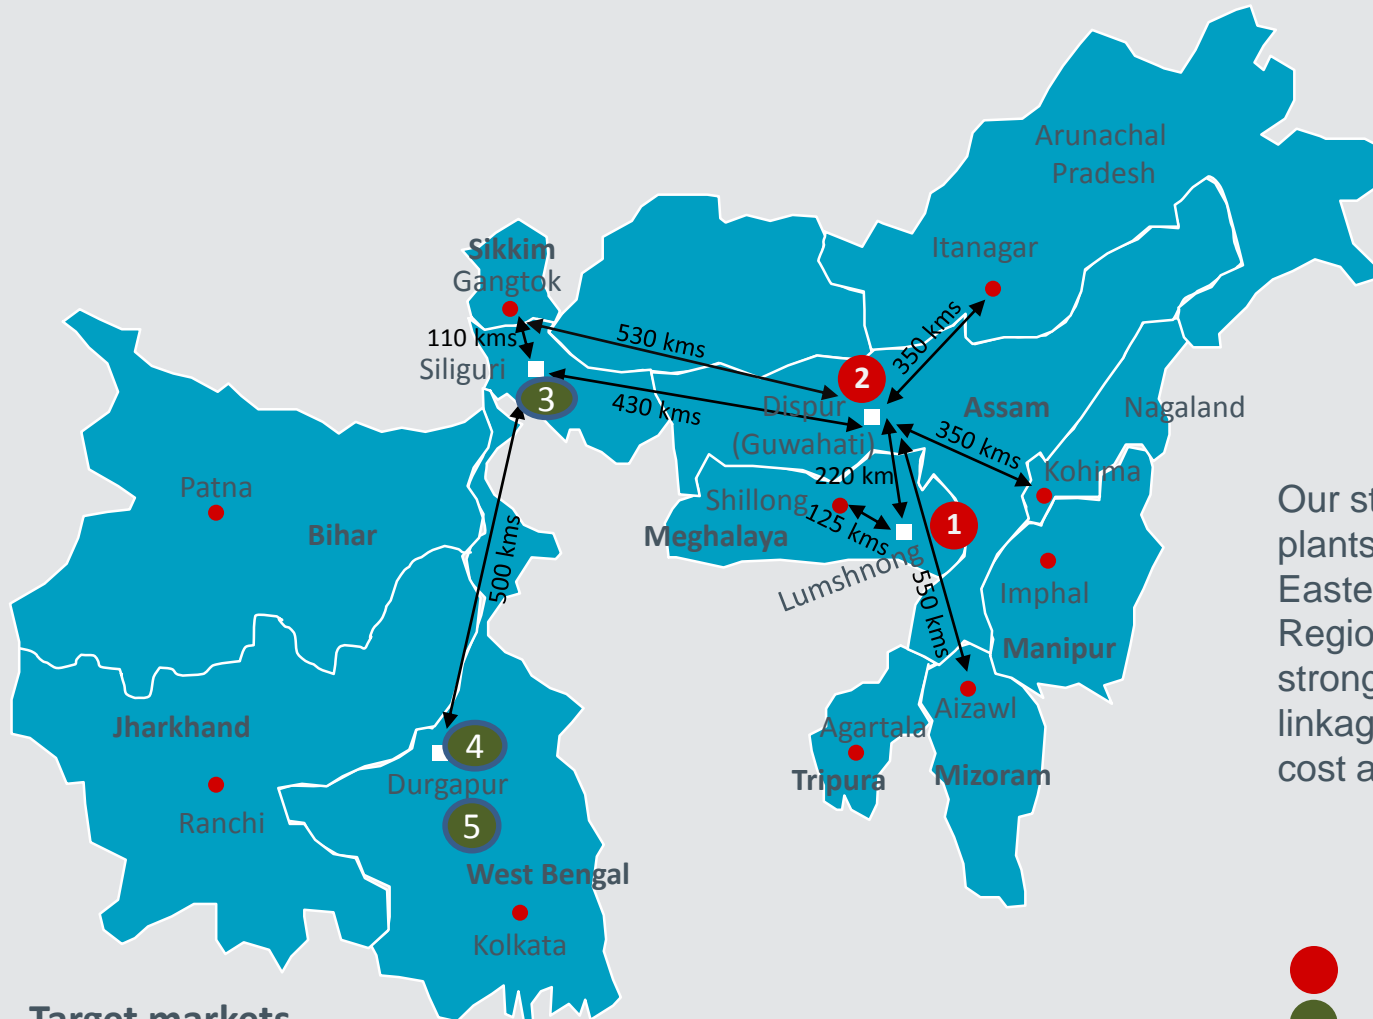 Arunachal
Pradesh
Itanagar
Sikkim
Gangtok
110 kms
Siliguri
530 kms
350 kms
3
2
430 kms
Dispur
(Guwahati)
Assam
Nagaland
350 kms
Kohima
220 km
Patna
Bihar
Shillong
125 kms
1
Meghalaya
Lumshnong
500 kms
550 kms
Imphal
Manipur
Our st
plants
Easte
Regio
strong
linkag
cost a
Jharkhand
Ranchi
4
Durgapur
5
West Bengal
Kolkata
Agartala
Tripura
Aizawl
Mizoram
Target markets